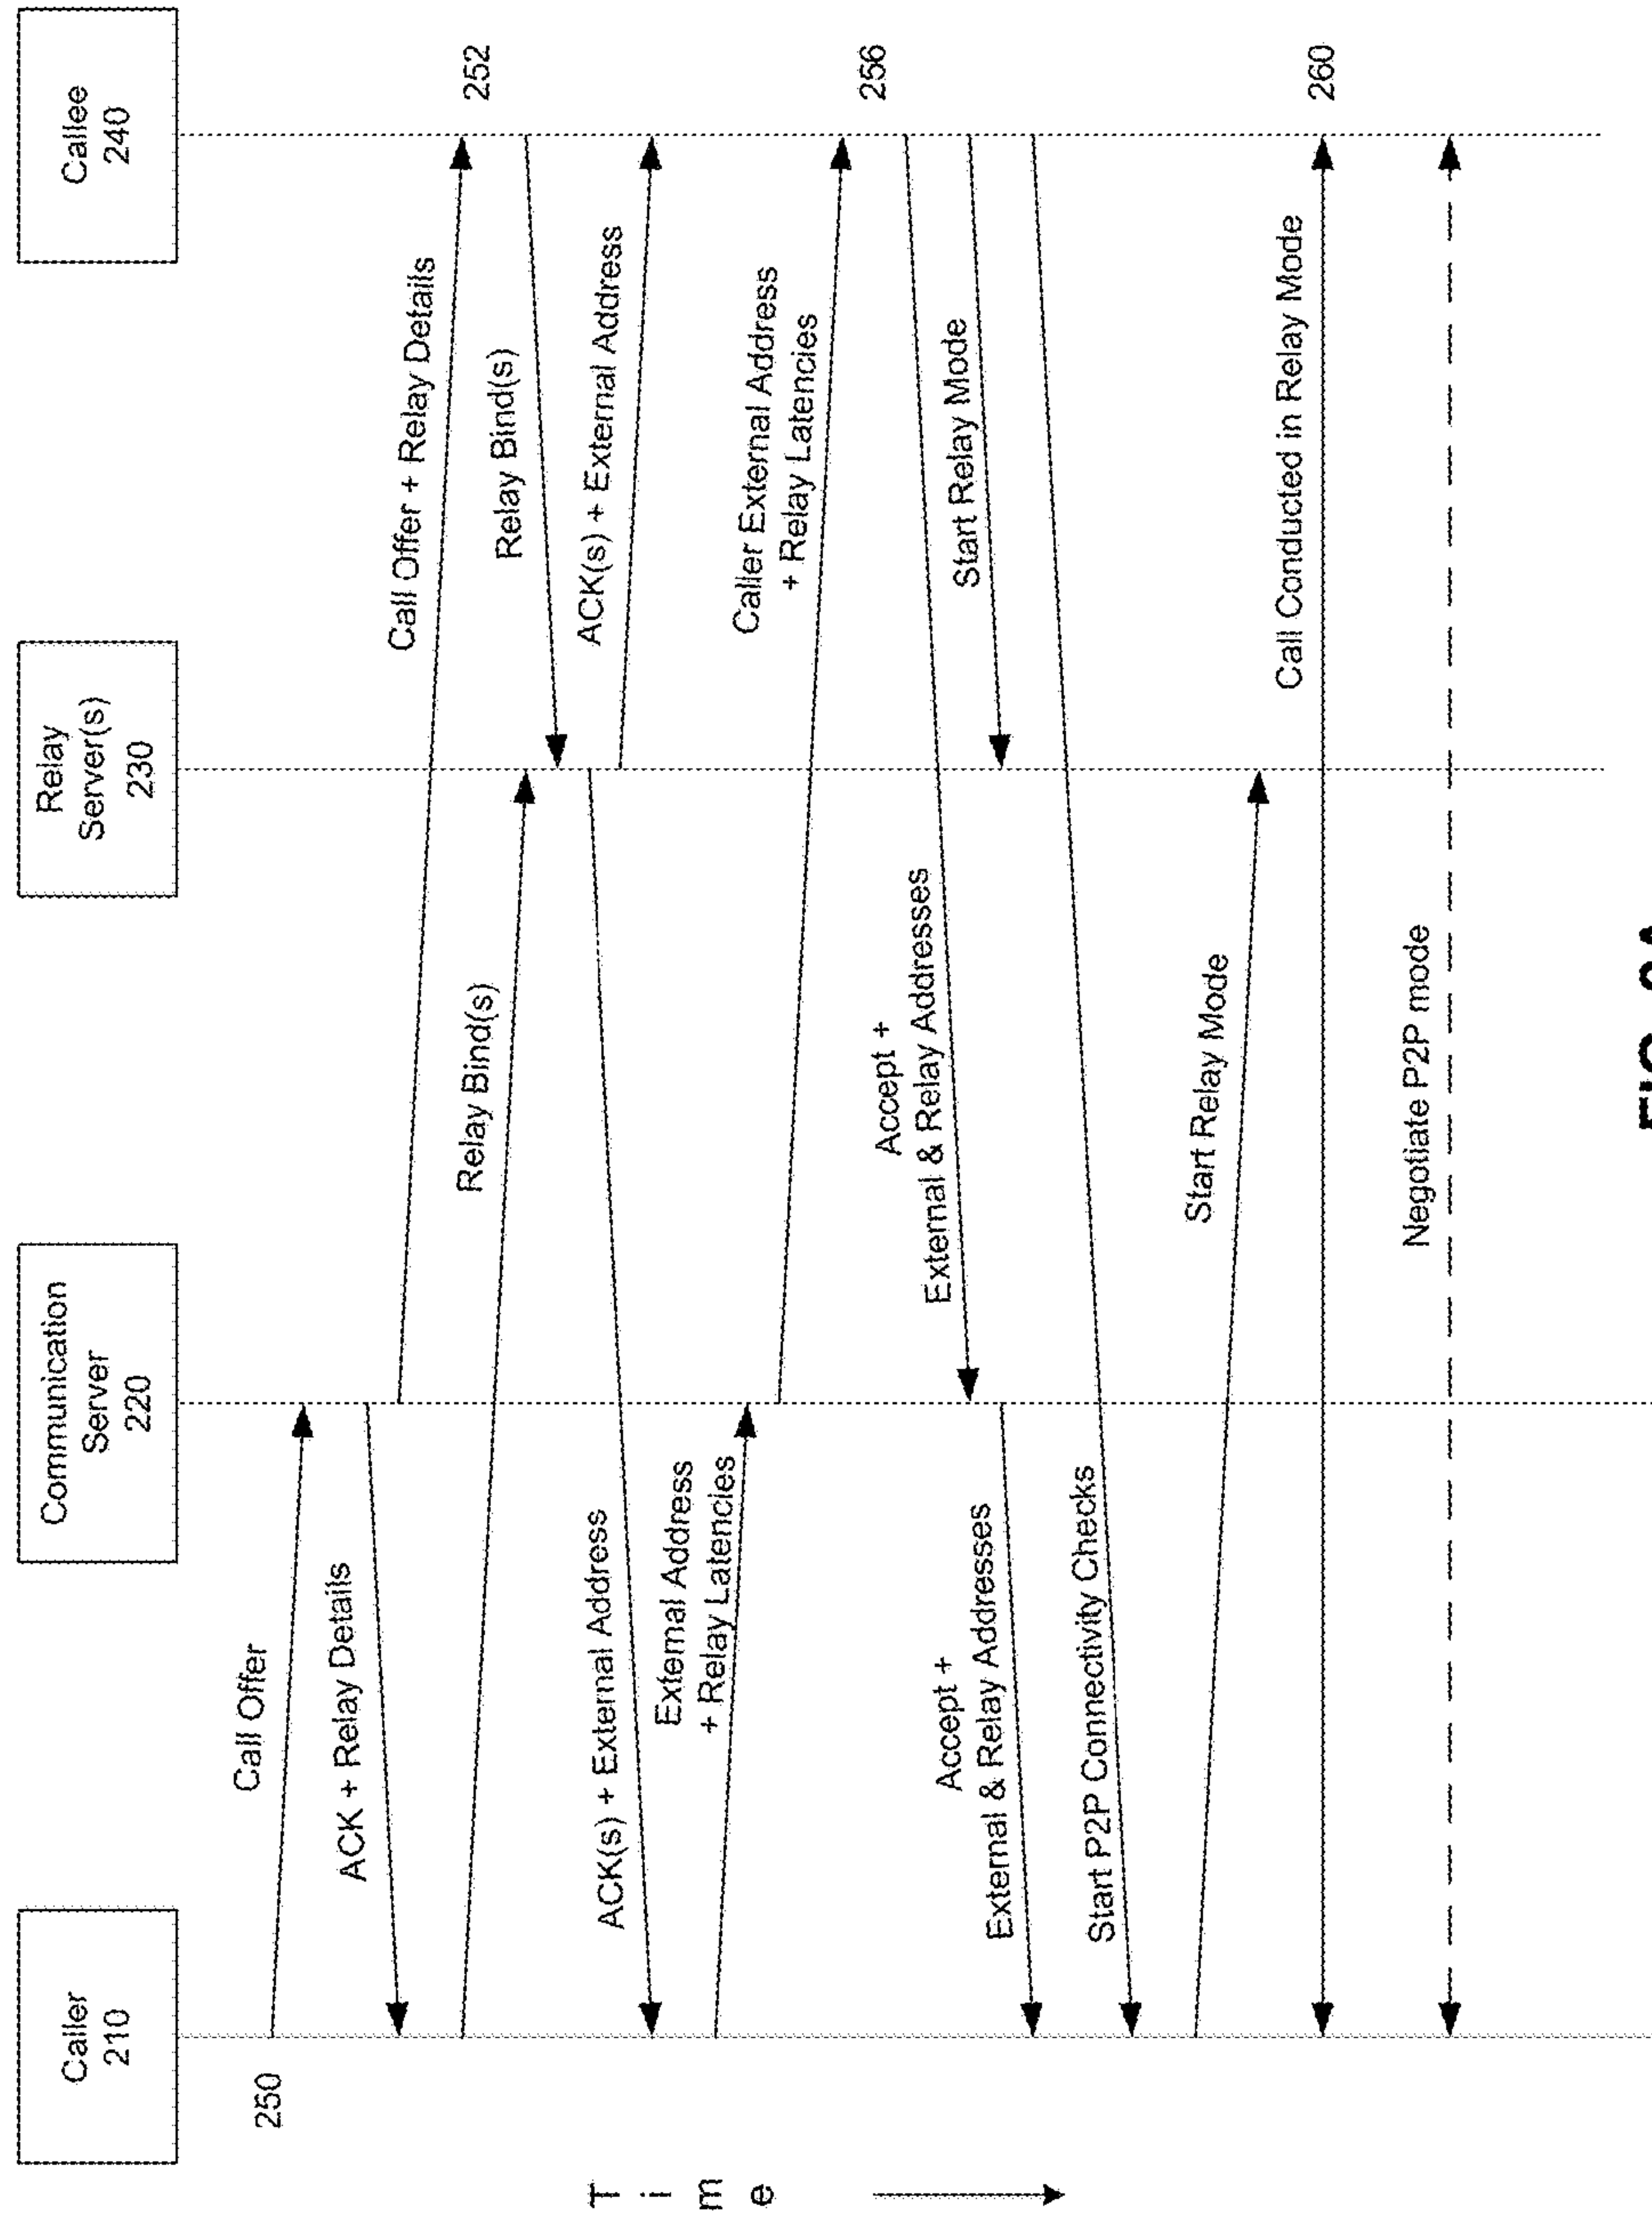 Caller
210
Communication
Server
220
Relay
Server(s)
230
Callee
240
250
Call Offer
ACK + Relay Details
Call Offer + Relay Details
252
Relay Bind(s)
Relay Bind(s)
ACK(s) + External Address
ACK(s) + External Address
External Address
+ Relay Latencies
Caller External Address
+ Relay Latencies
256
Accept +
External & Relay Addresses
Start Relay Mode
Accept +
External & Relay Addresses
Start P2P Connectivity Checks
Start Relay Mode
Call Conducted in Relay Mode
260
Negotiate P2P mode
Time